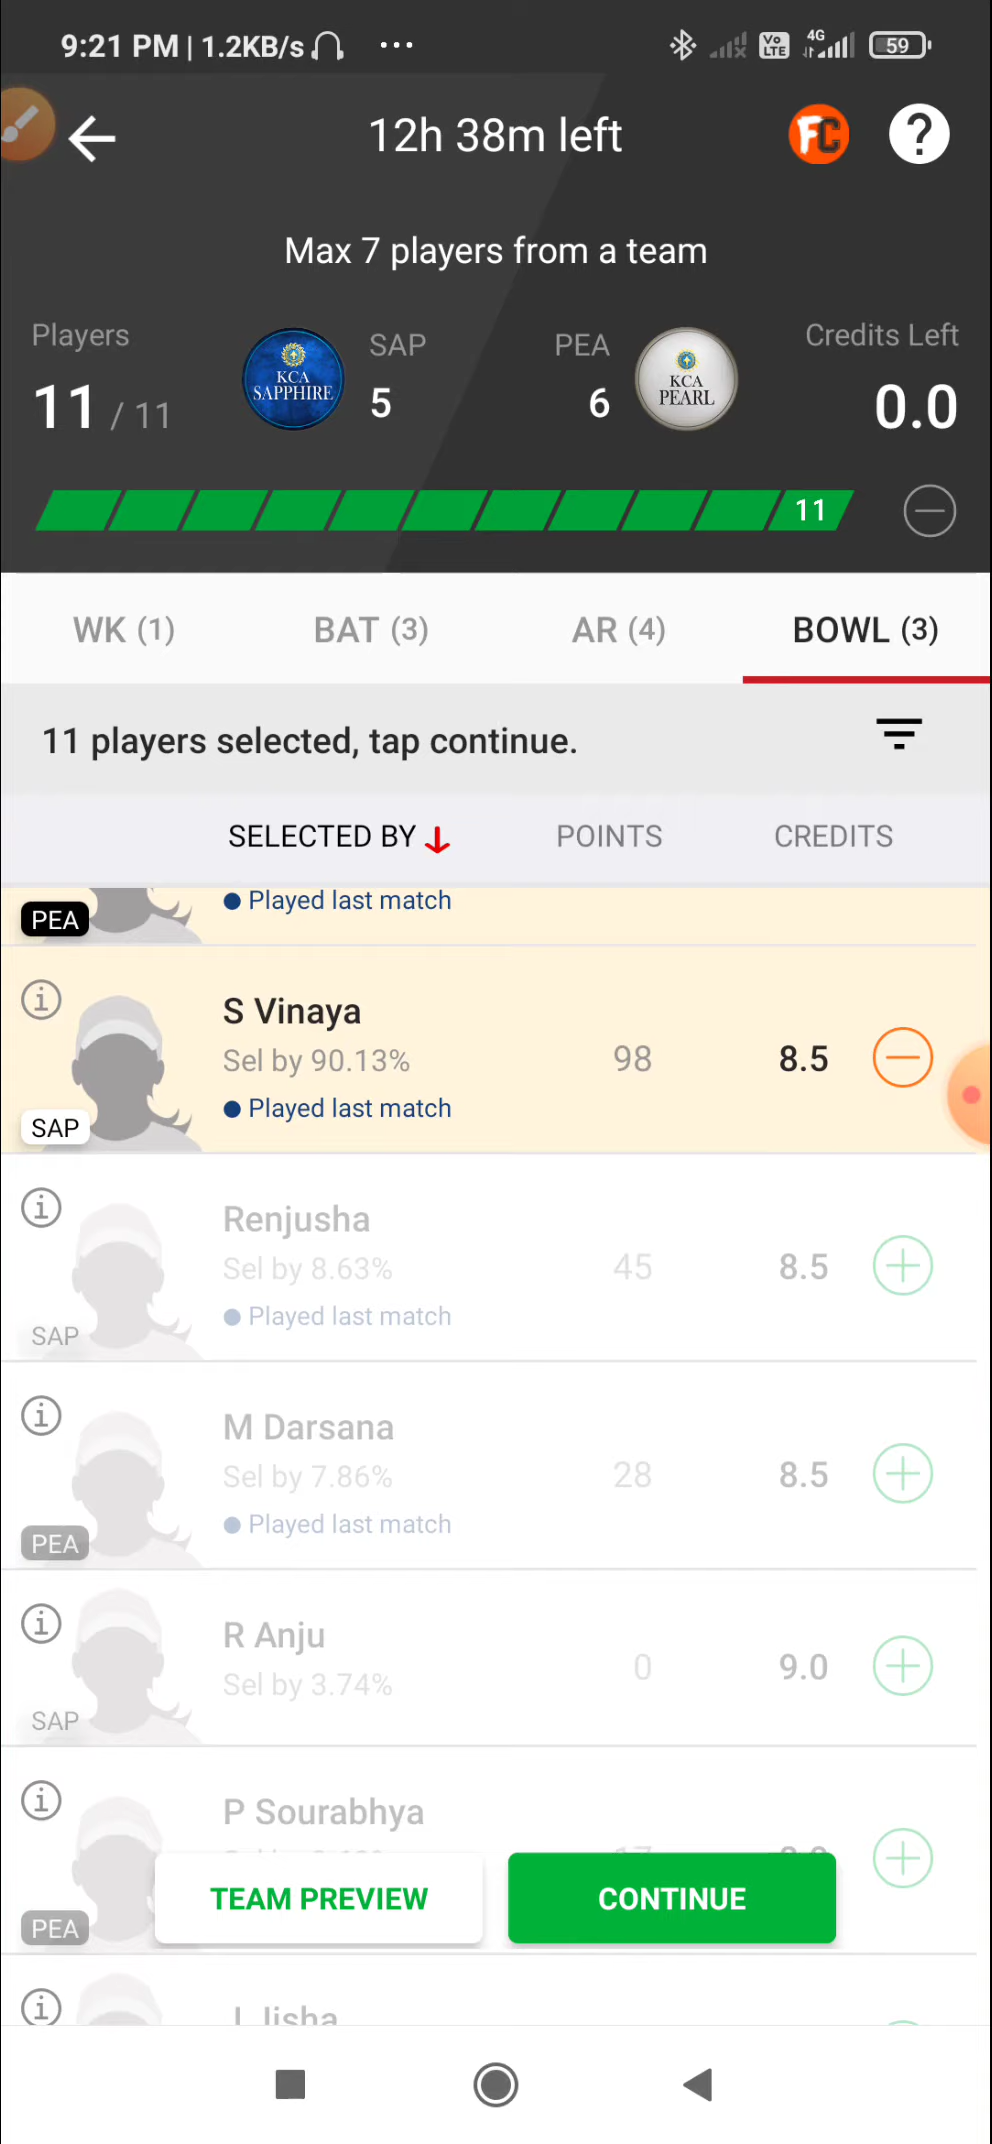 9:21 PM | 1.2KB/s ...
Vo LTE 4G 59
12h 38m left
FC ?
Max 7 players from a team
Players
SAP
PEA
Credits Left
11 / 11
KCA SAPPHIRE
5
6
KCA PEARL
0.0
11
WK (1) BAT (3) AR (4) BOWL (3)
11 players selected, tap continue.
SELECTED BY POINTS CREDITS
Played last match
PEA
S Vinaya
Sel by 90.13% 98 8.5
Played last match
SAP
Renjusha
Sel by 8.63% 45 8.5
Played last match
SAP
M Darsana
Sel by 7.86% 28 8.5
Played last match
PEA
R Anju
Sel by 3.74% 0 9.0
SAP
P Sourabhya
TEAM PREVIEW CONTINUE
PEA